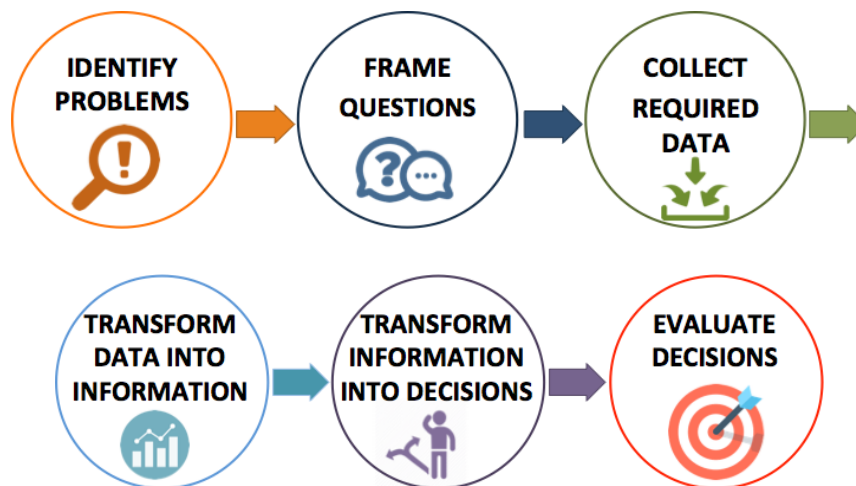 IDENTIFY
PROBLEMS
FRAME
QUESTIONS
COLLECT
REQUIRED
DATA
TRANSFORM
DATA INTO
INFORMATION
TRANSFORM
INFORMATION
INTO DECISIONS
EVALUATE
DECISIONS